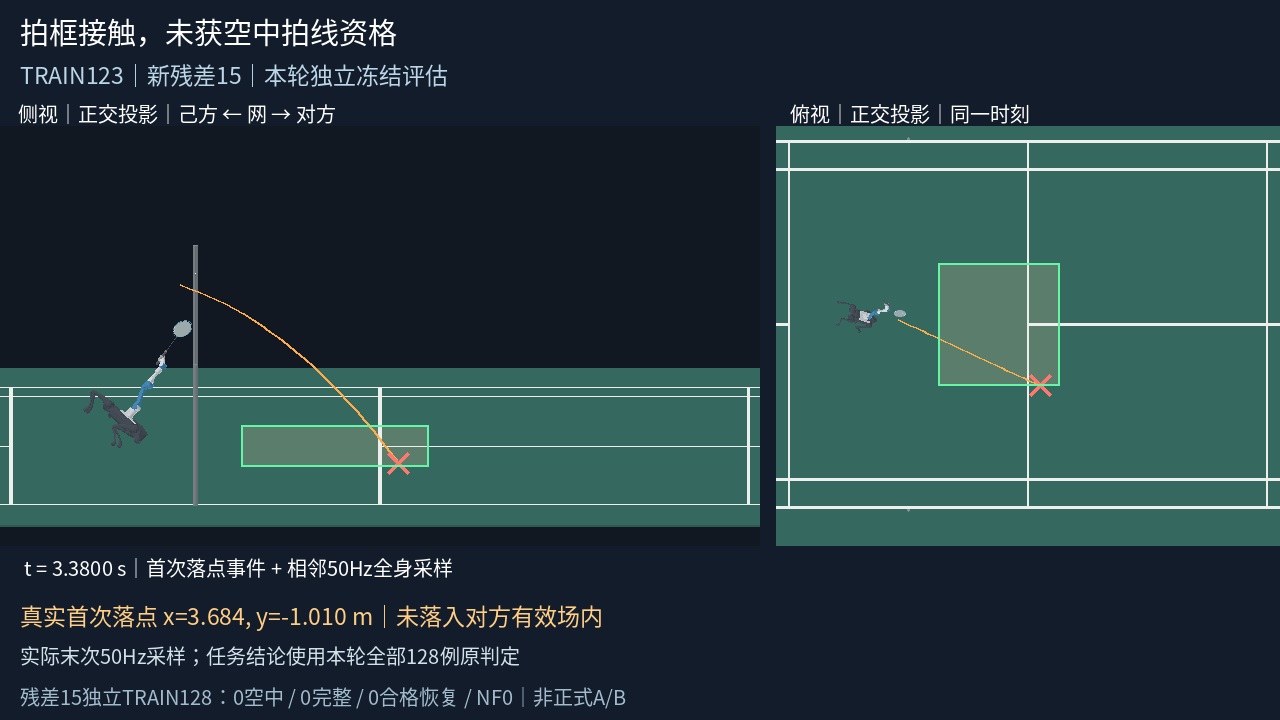 拍框接触，未获空中拍线资格
TRAIN123｜新残差15｜本轮独立冻结评估
侧视｜正交投影｜己方 ← 网 → 对方
俯视｜正交投影｜同一时刻
t = 3.3800 s｜首次落点事件 + 相邻50Hz全身采样
真实首次落点 x=3.684, y=-1.010 m｜未落入对方有效场内
实际末次50Hz采样；任务结论使用本轮全部128例原判定
残差15独立TRAIN128：0空中 / 0完整 / 0合格恢复 / NF0｜非正式A/B